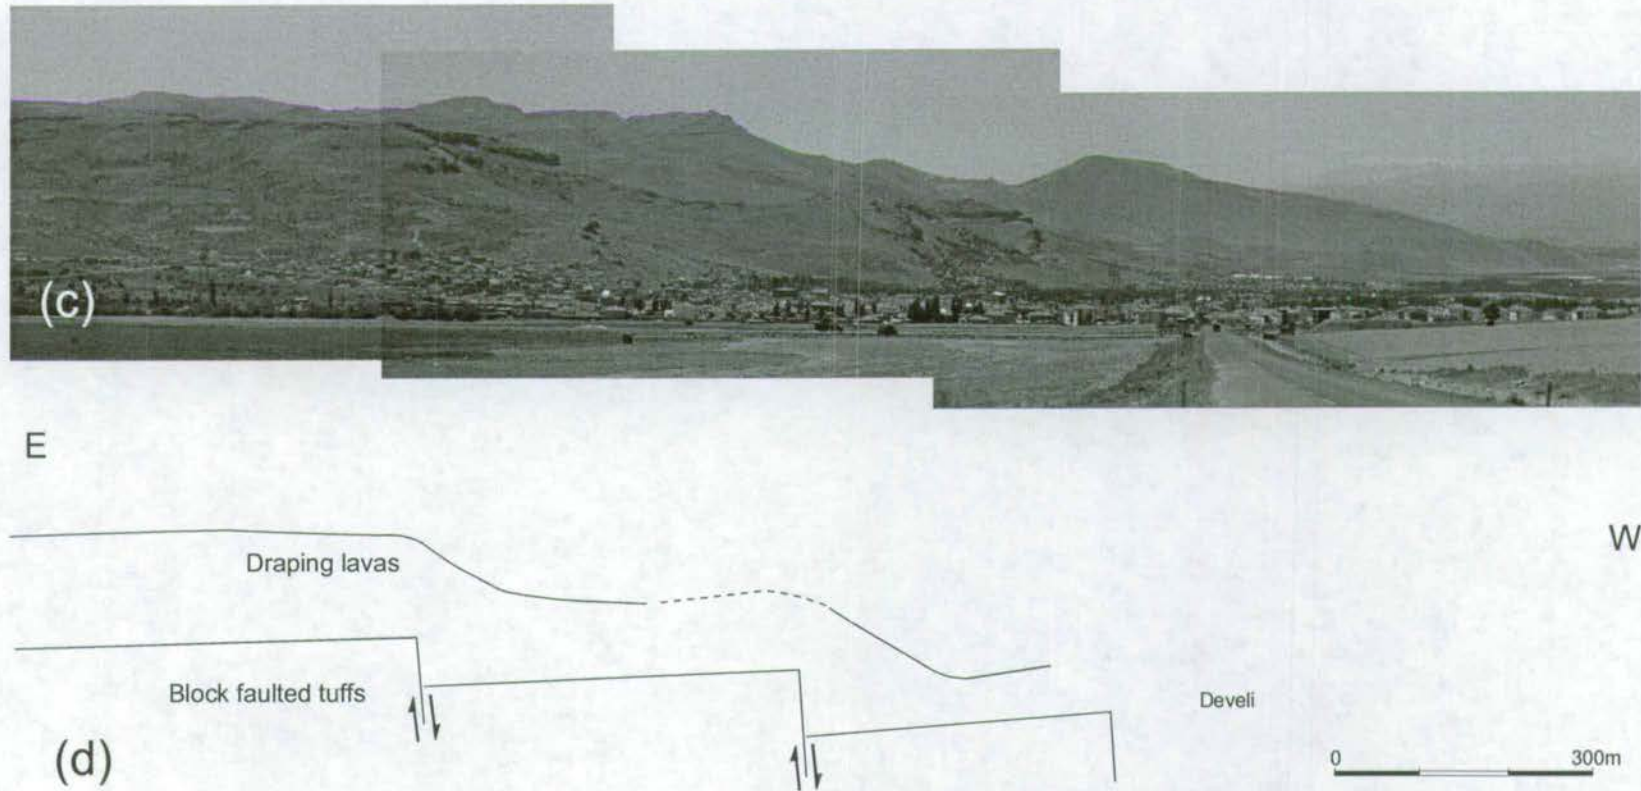 (c)
E
W
Draping lavas
Block faulted tuffs
Develi
(d)
0 300m